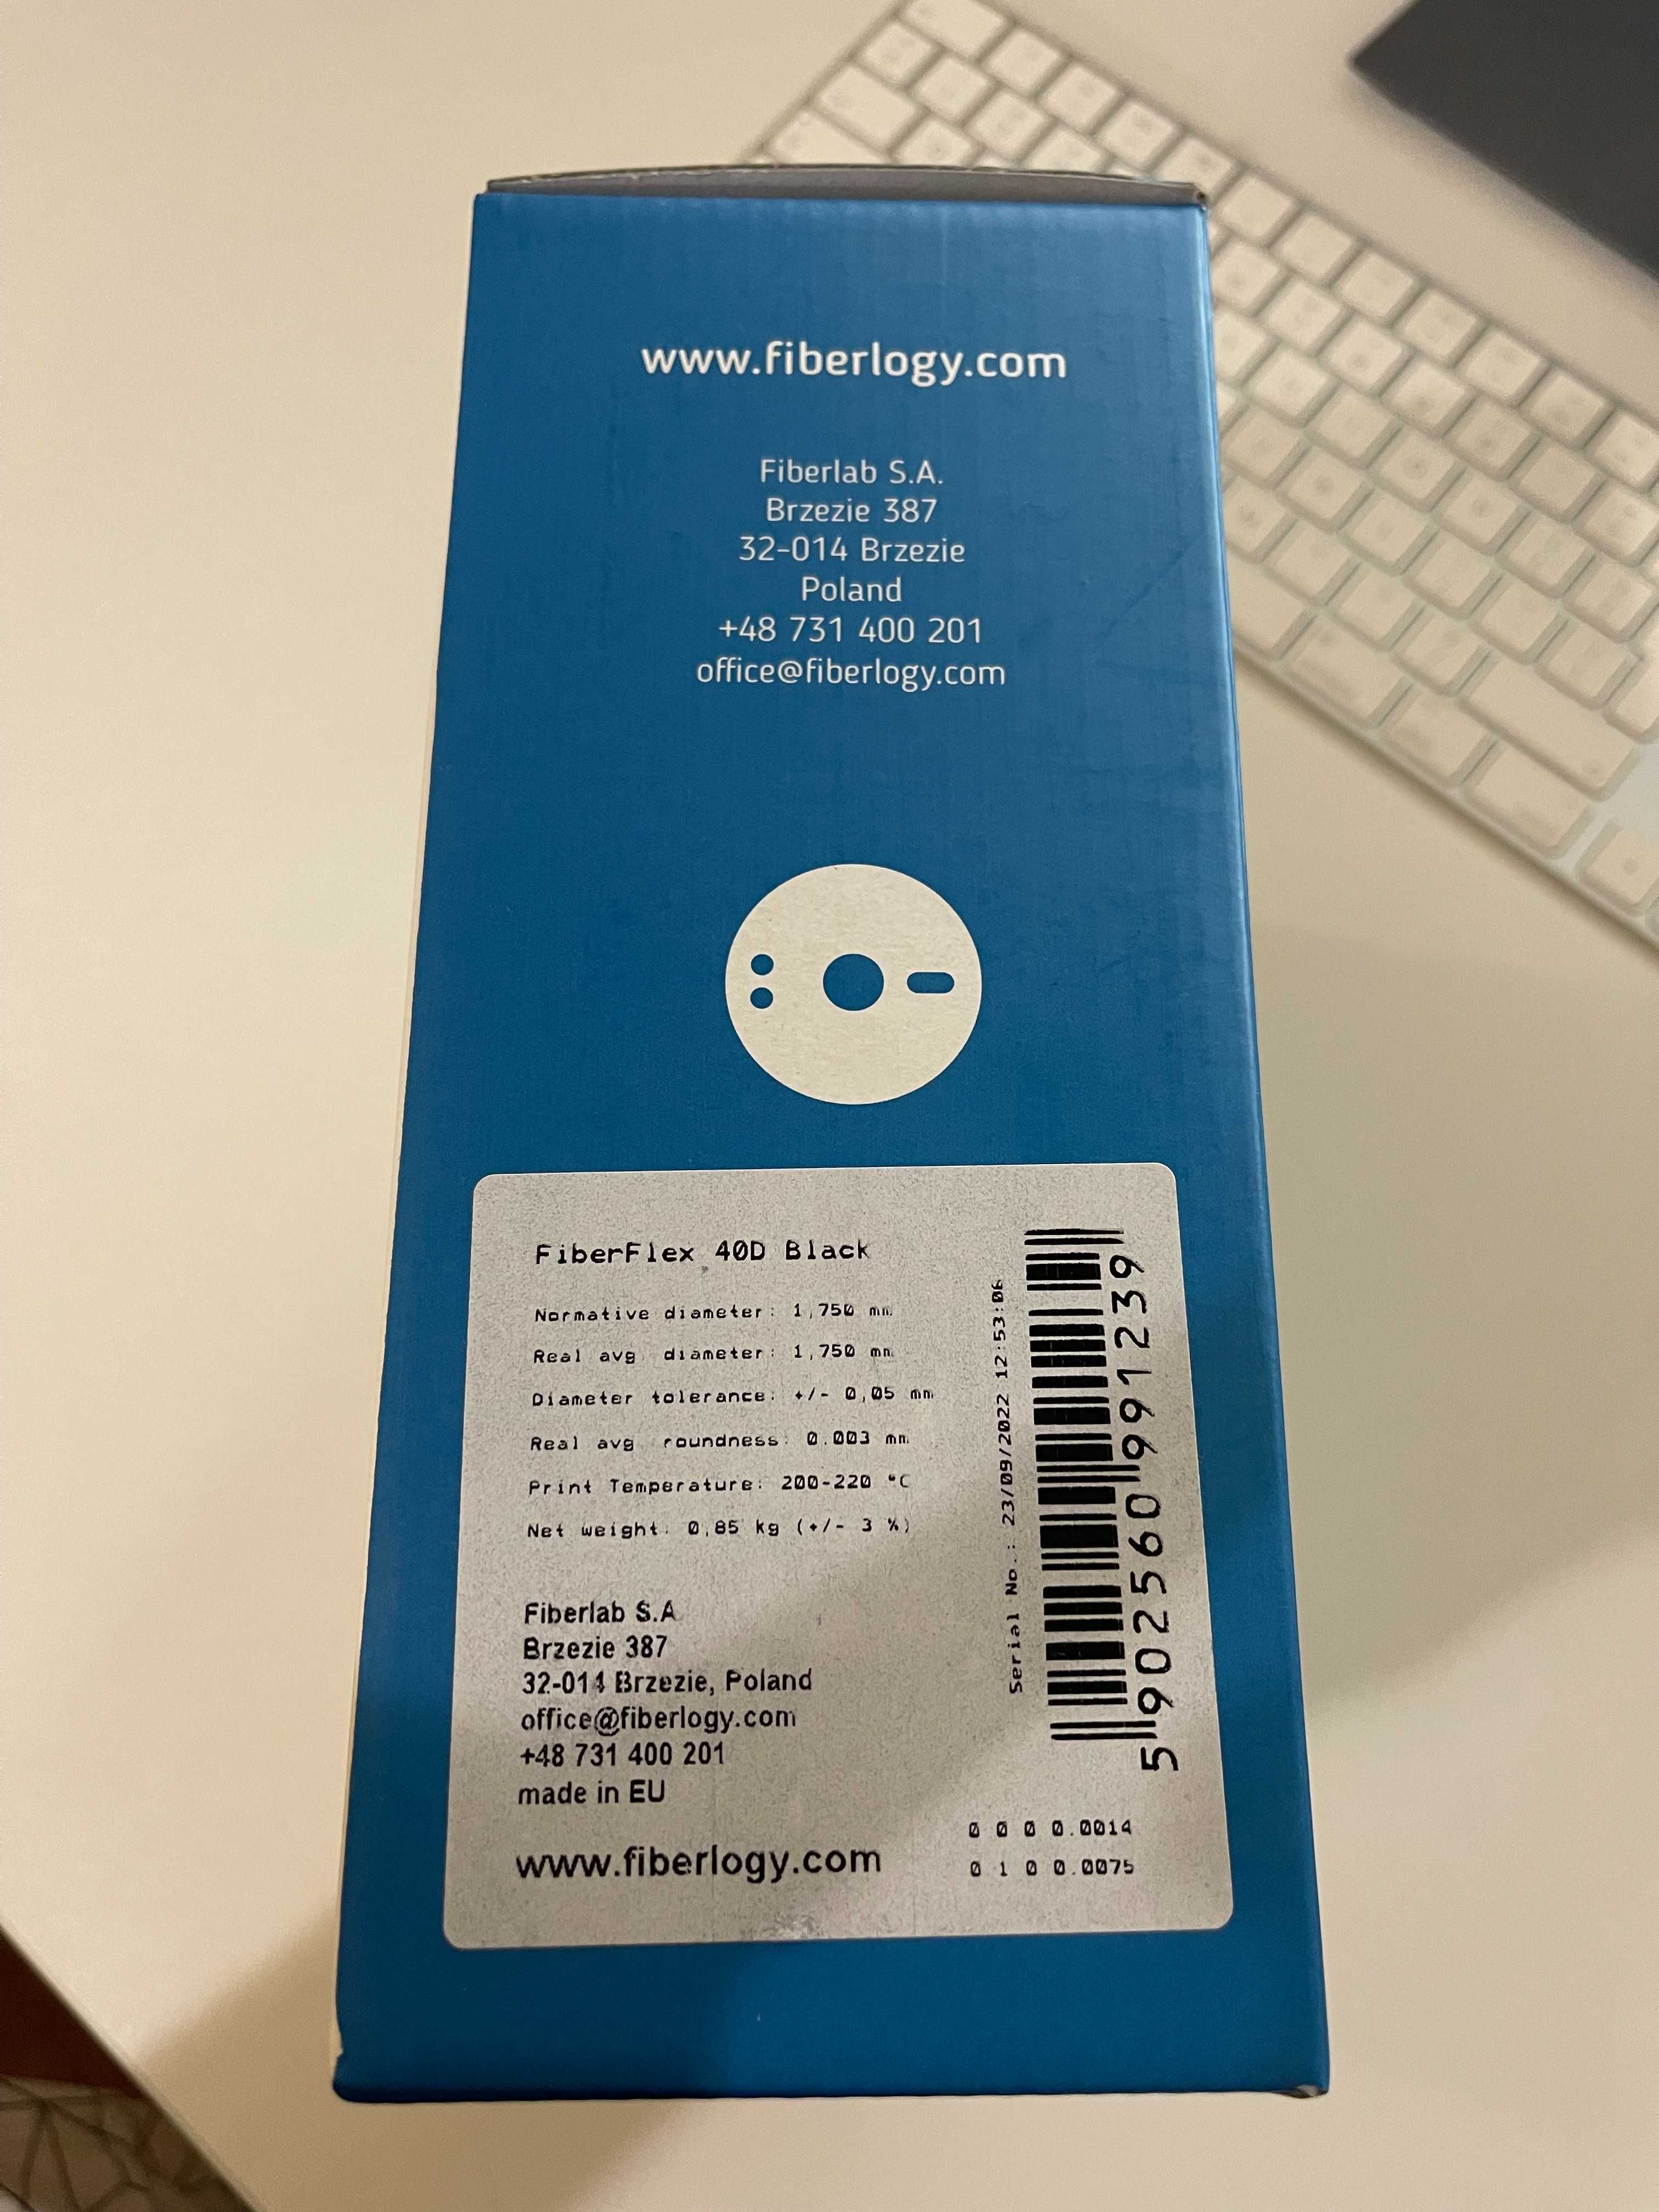 www.fiberlogy.com
Fiberlab S.A.
Brzezie 387
32-014 Brzezie
Poland
+48 731 400 201
office@fiberlogy.com
FiberFlex 40D Black
Normative diameter: 1,750 mm
Real avg diameter: 1,750 mm
Diameter tolerance: +/- 0,05 mm
Real avg roundness: 0.003 mm
Print Temperature: 200-220 °C
Net weight: 0,85 kg (+/- 3 %)
Fiberlab S.A
Brzezie 387
32-014 Brzezie, Poland
office@fiberlogy.com
+48 731 400 201
made in EU
www.fiberlogy.com
Serial No.: 23/09/2022 12:53:06
5 902560 991239
0 0 0 0.0014
0 1 0 0.0075